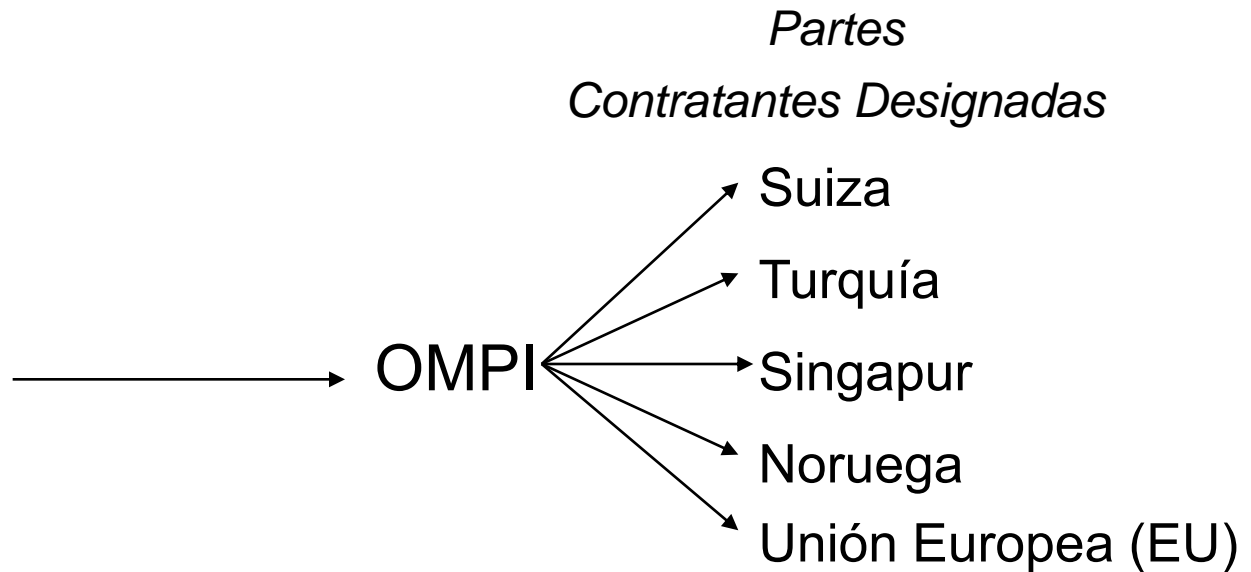 Partes
Contratantes Designadas
Suiza
Turquía
OMPI
Singapur
Noruega
Unión Europea (EU)